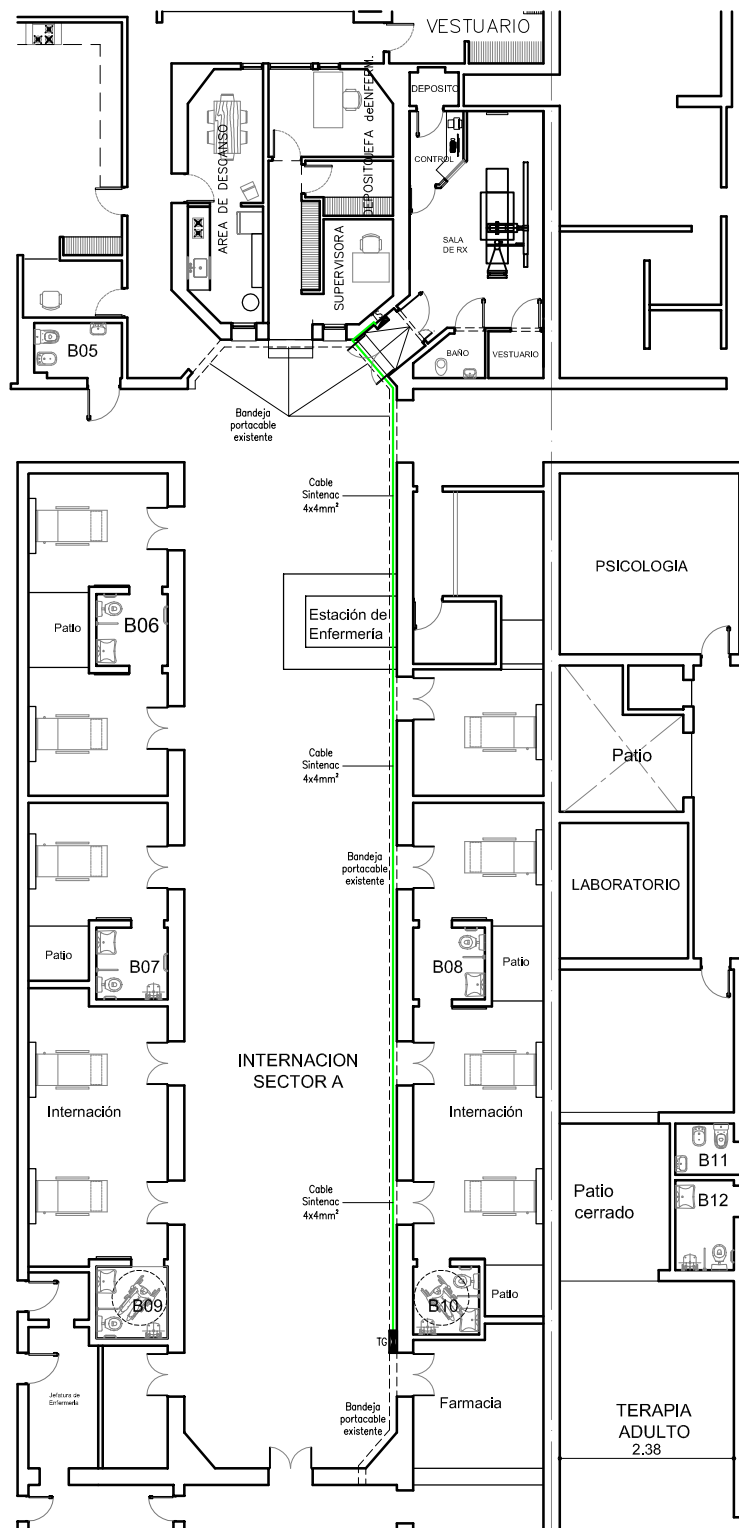 VESTUARIO
DEPOSITO
JEFA de ENFERM.
AREA DE DESCANSO
CONTROL
DEPOSITO
SALA
DE RX
SUPERVISORA
B05
BAÑO
VESTUARIO
Bandeja
portacable
existente
Cable
Sintenac
4x4mm²
PSICOLOGIA
Estación de
Enfermería
Patio
B06
Cable
Sintenac
4x4mm²
Patio
Bandeja
portacable
existente
LABORATORIO
Patio
B07
B08
Patio
INTERNACION
SECTOR A
Internación
Internación
B11
Cable
Sintenac
4x4mm²
Patio
cerrado
B12
B09
B10
Patio
TG
Jefatura de
Enfermería
Bandeja
portacable
existente
Farmacia
TERAPIA
ADULTO
2.38